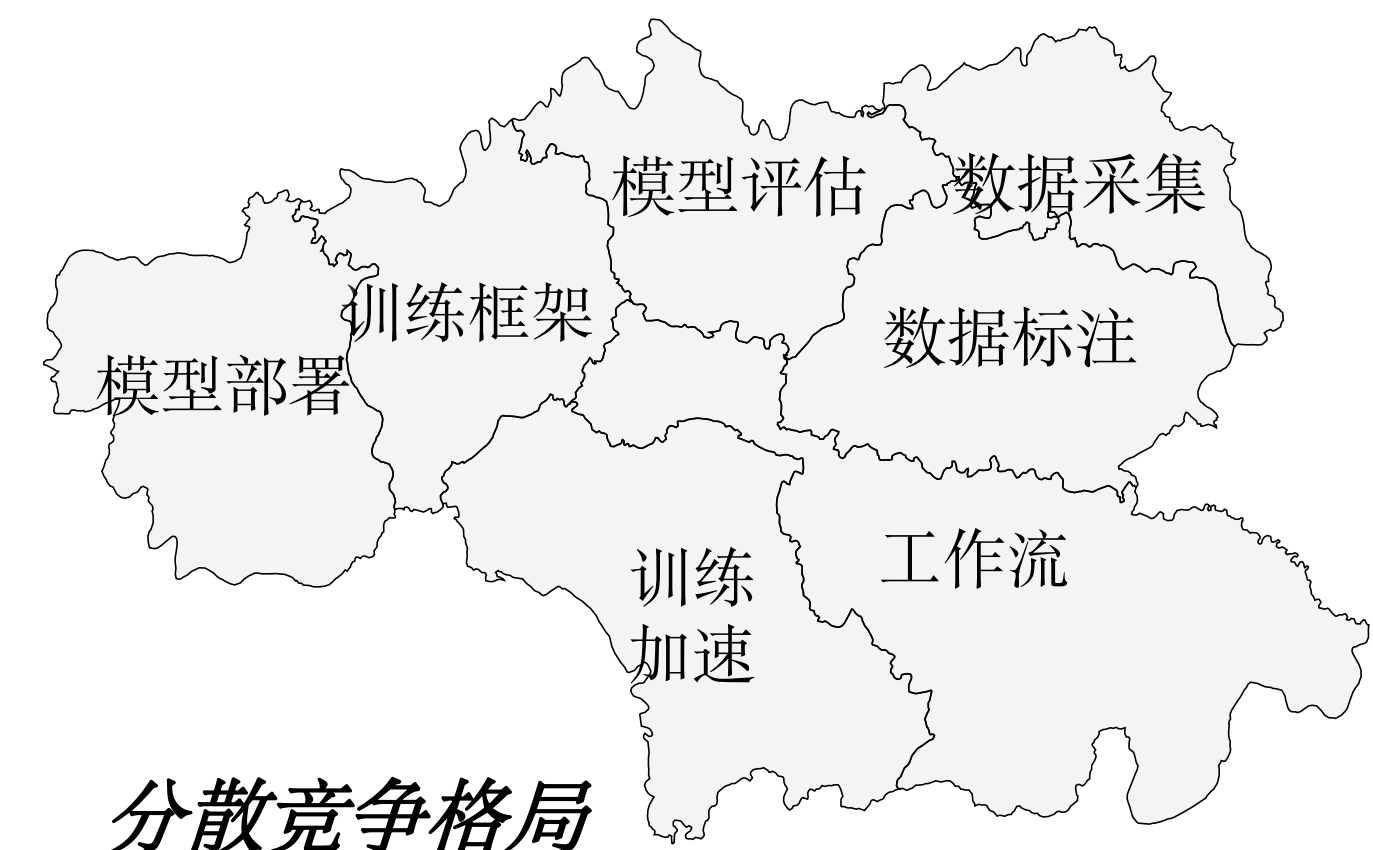 模型评估
数据采集
训练框架
数据标注
模型部署
工作流
训练
加速
分散竞争格局